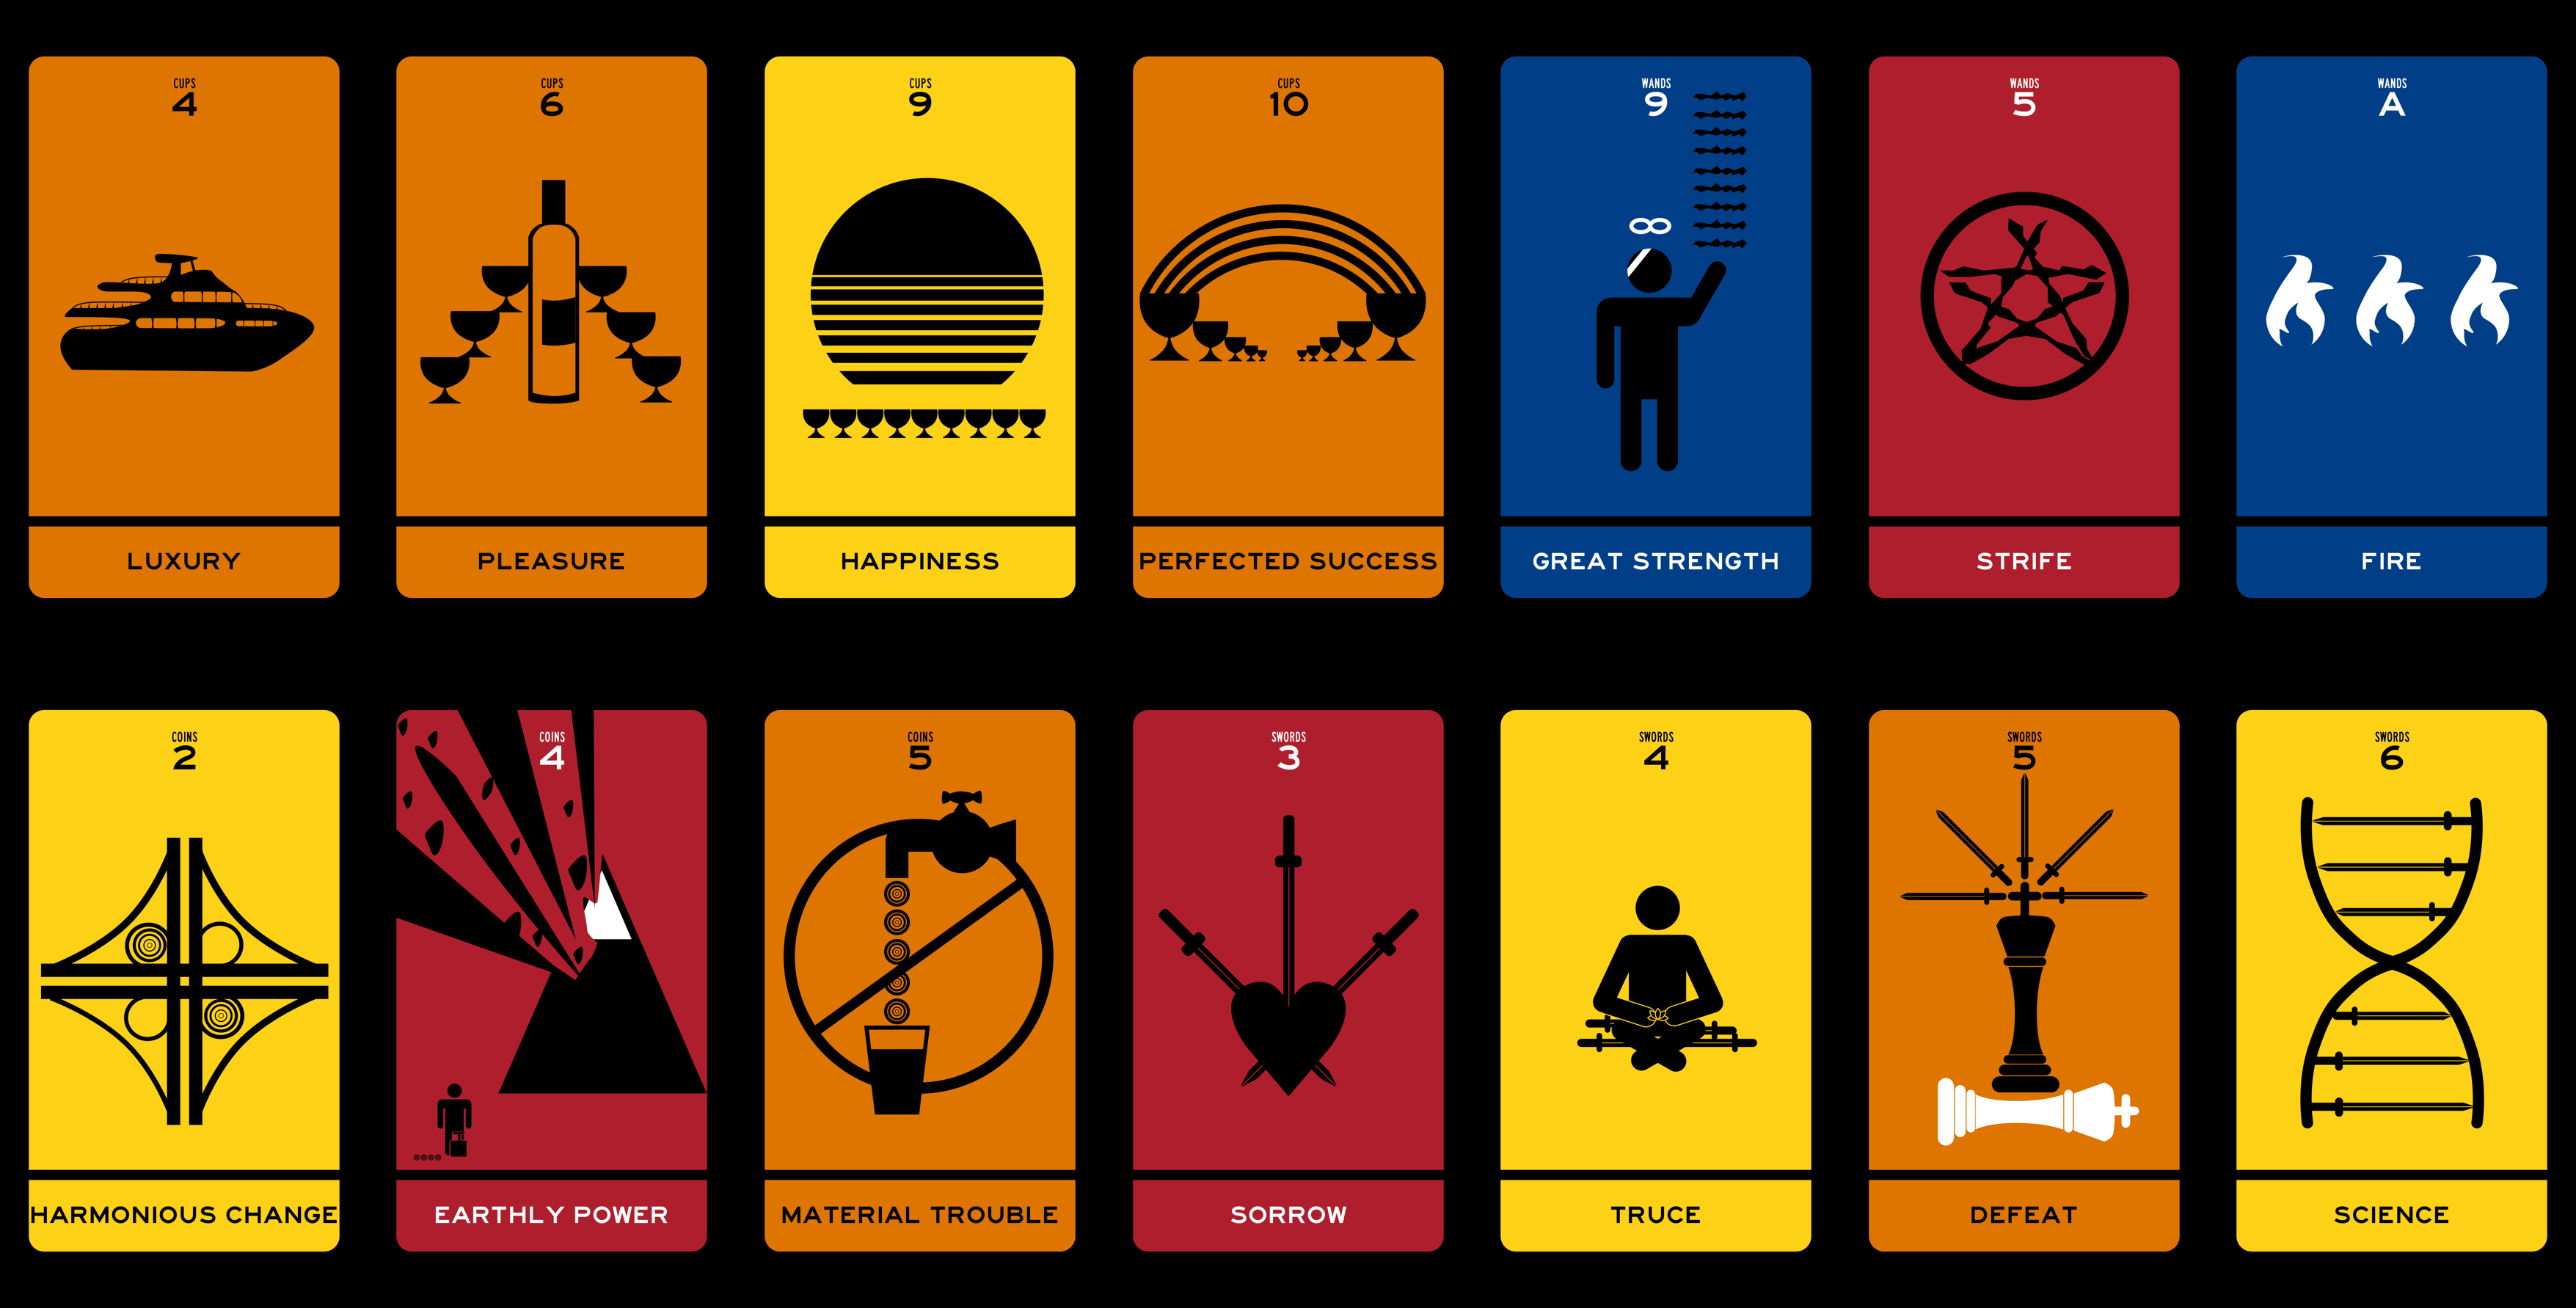 CUPS
4
LUXURY
CUPS
6
PLEASURE
CUPS
9
HAPPINESS
CUPS
10
PERFECTED SUCCESS
WANDS
9
GREAT STRENGTH
WANDS
5
STRIFE
WANDS
A
FIRE
COINS
2
HARMONIOUS CHANGE
COINS
4
EARTHLY POWER
COINS
5
MATERIAL TROUBLE
SWORDS
3
SORROW
SWORDS
4
TRUCE
SWORDS
5
DEFEAT
SWORDS
6
SCIENCE